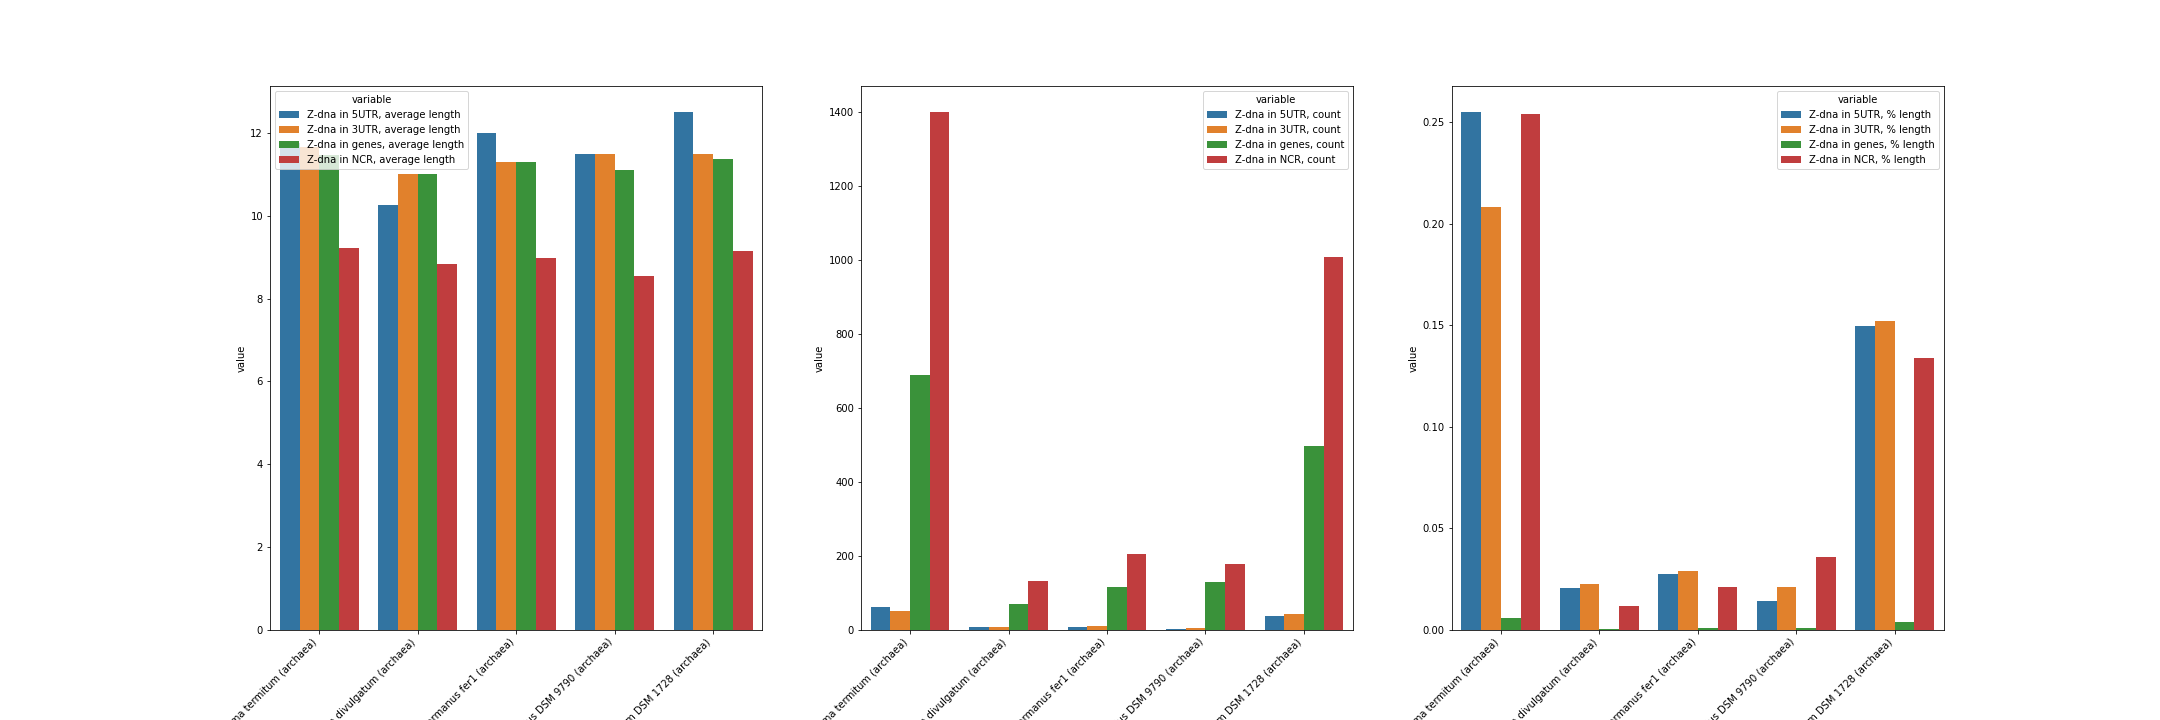 variable
Z-dna in 5UTR, average length
Z-dna in 3UTR, average length
Z-dna in genes, average length
Z-dna in NCR, average length
12
10
8
6
4
2
0
value
termitum (archaea)
divulgatum (archaea)
fer1 (archaea)
DSM 9790 (archaea)
DSM 1728 (archaea)
variable
Z-dna in 5UTR, count
Z-dna in 3UTR, count
Z-dna in genes, count
Z-dna in NCR, count
1400
1200
1000
800
600
400
200
0
value
termitum (archaea)
divulgatum (archaea)
fer1 (archaea)
DSM 9790 (archaea)
DSM 1728 (archaea)
variable
Z-dna in 5UTR, % length
Z-dna in 3UTR, % length
Z-dna in genes, % length
Z-dna in NCR, % length
0.25
0.20
0.15
0.10
0.05
0.00
value
termitum (archaea)
divulgatum (archaea)
fer1 (archaea)
DSM 9790 (archaea)
DSM 1728 (archaea)